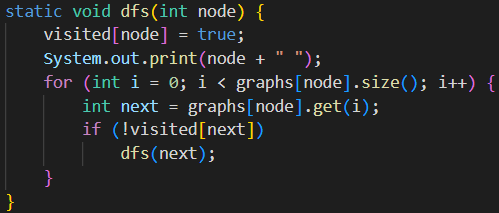 static void dfs(int node) {
    visited[node] = true;
    System.out.print(node + " ");
    for (int i = 0; i < graphs[node].size(); i++) {
        int next = graphs[node].get(i);
        if (!visited[next])
            dfs(next);
    }
}